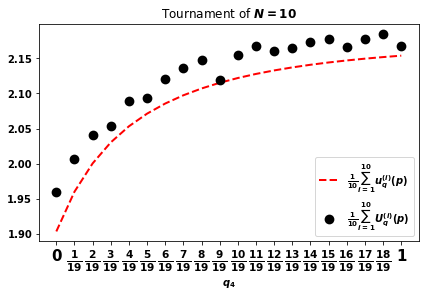 Tournament of N = 10
2.15
2.10
2.05
2.00
1.95
1.90
1/10 ∑_{i=1}^{10} u_q^{(i)}(p)
1/10 ∑_{i=1}^{10} U_q^{(i)}(p)
0 1/19 2/19 3/19 4/19 5/19 6/19 7/19 8/19 9/19 10/19 11/19 12/19 13/19 14/19 15/19 16/19 17/19 18/19 1
q₄